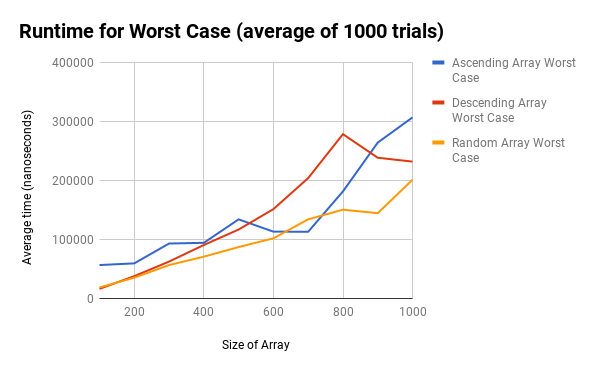 Runtime for Worst Case (average of 1000 trials)
400000
300000
200000
100000
0
Average time (nanoseconds)
200
400
600
800
1000
Size of Array
Ascending Array Worst
Case
Descending Array
Worst Case
Random Array Worst
Case